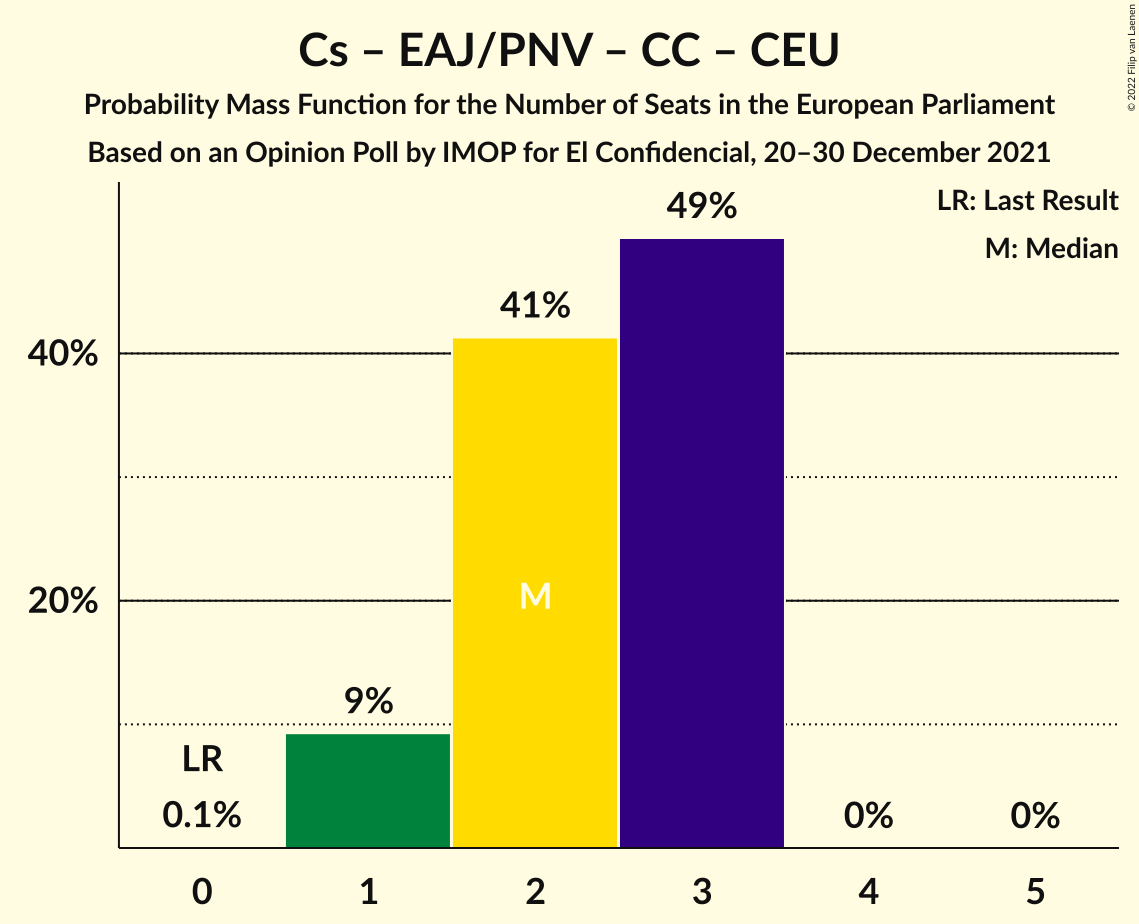 Cs – EAJ/PNV – CC – CEU
Probability Mass Function for the Number of Seats in the European Parliament
Based on an Opinion Poll by IMOP for El Confidencial, 20–30 December 2021
© 2022 Filip van Laenen
LR: Last Result
M: Median
49%
41%
40%
M
20%
9%
LR
0.1%
0%
0%
0
1
2
3
4
5